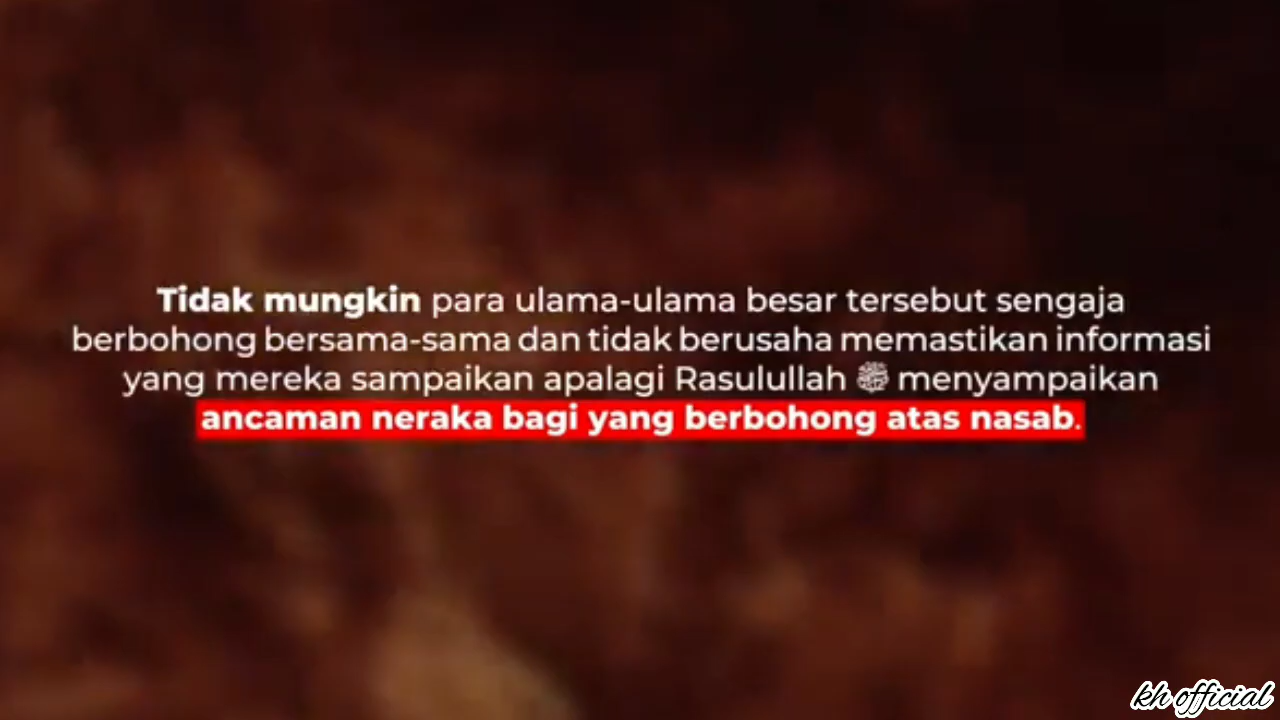 Tidak mungkin para ulama-ulama besar tersebut sengaja
berbohong bersama-sama dan tidak berusaha memastikan informasi
yang mereka sampaikan apalagi Rasulullah ﷺ menyampaikan
ancaman neraka bagi yang berbohong atas nasab.
kh official